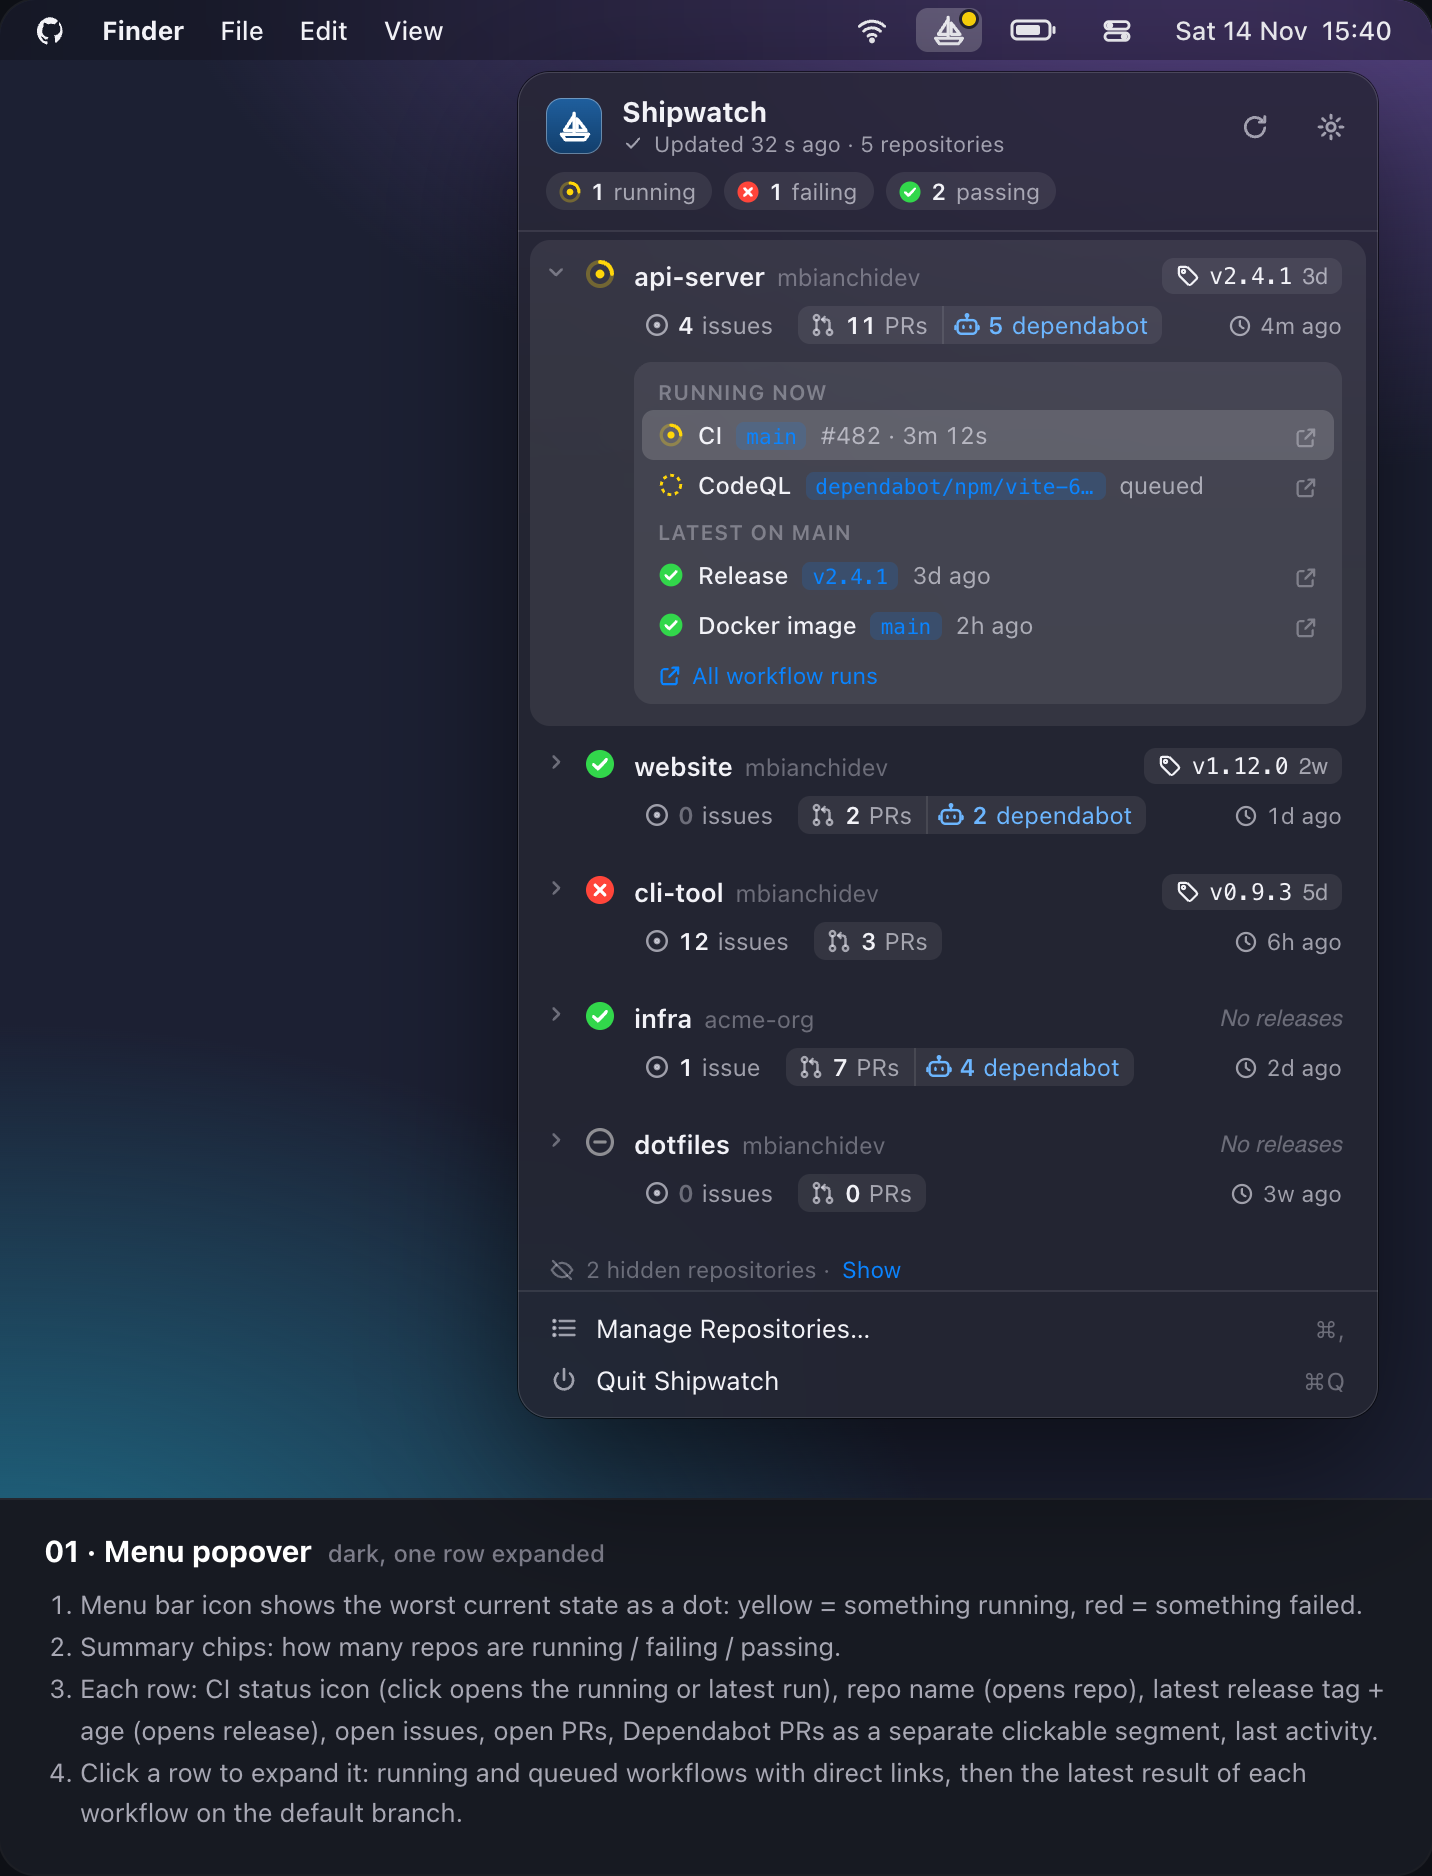 Finder File Edit View Sat 14 Nov 15:40
Shipwatch
Updated 32 s ago · 5 repositories
1 running 1 failing 2 passing
api-server mbianchidev v2.4.1 3d
4 issues 11 PRs 5 dependabot 4m ago
RUNNING NOW
CI main #482 · 3m 12s
CodeQL dependabot/npm/vite-6… queued
LATEST ON MAIN
Release v2.4.1 3d ago
Docker image main 2h ago
All workflow runs
website mbianchidev v1.12.0 2w
0 issues 2 PRs 2 dependabot 1d ago
cli-tool mbianchidev v0.9.3 5d
12 issues 3 PRs 6h ago
infra acme-org No releases
1 issue 7 PRs 4 dependabot 2d ago
dotfiles mbianchidev No releases
0 issues 0 PRs 3w ago
2 hidden repositories · Show
Manage Repositories… ⌘,
Quit Shipwatch ⌘Q
01 · Menu popover dark, one row expanded
1. Menu bar icon shows the worst current state as a dot: yellow = something running, red = something failed.
2. Summary chips: how many repos are running / failing / passing.
3. Each row: CI status icon (click opens the running or latest run), repo name (opens repo), latest release tag +
age (opens release), open issues, open PRs, Dependabot PRs as a separate clickable segment, last activity.
4. Click a row to expand it: running and queued workflows with direct links, then the latest result of each
workflow on the default branch.